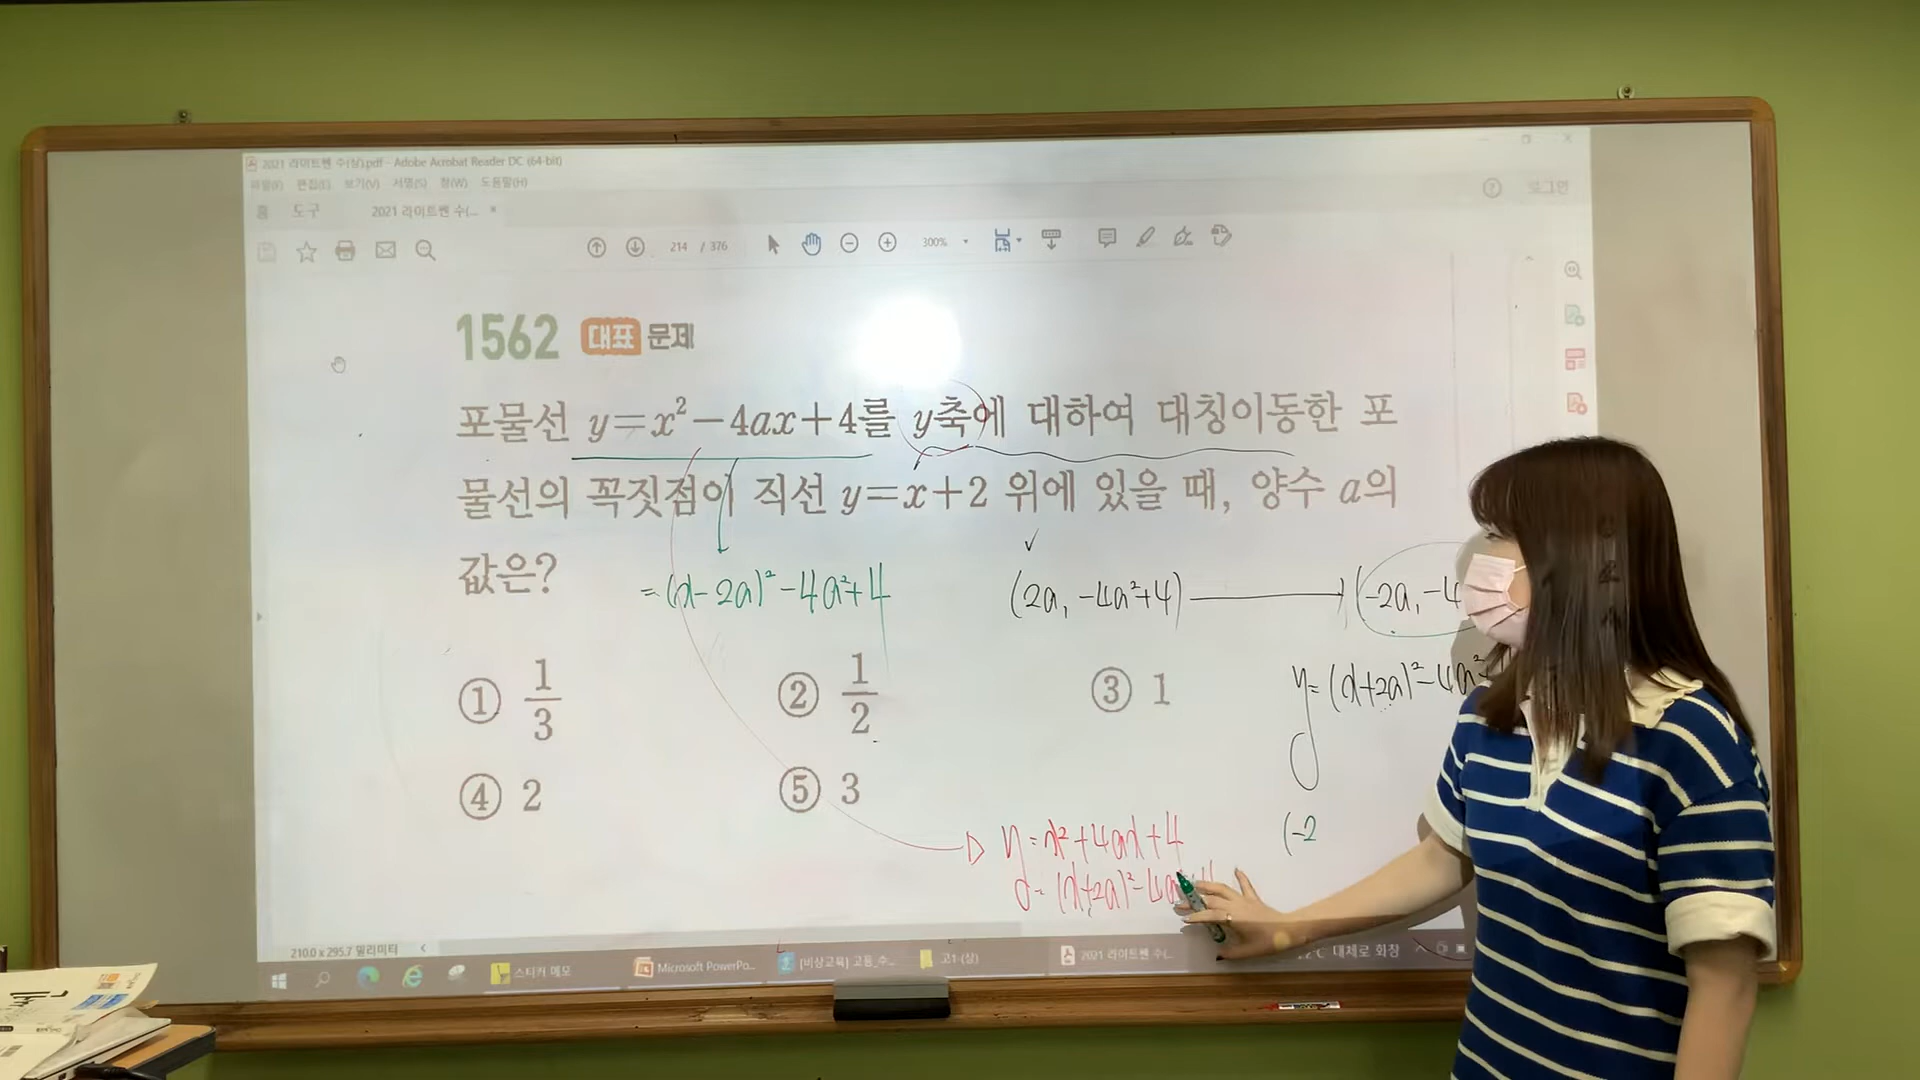 2021 라이트쎈 수(상).pdf - Adobe Acrobat Reader DC (64-bit)
파일(F) 편집(E) 보기(V) 서명(S) 창(W) 도움말(H)
홈 도구 2021 라이트쎈 수(... × 로그인
214 / 376 300%
1562 대표 문제
포물선 y=x²-4ax+4를 y축에 대하여 대칭이동한 포
물선의 꼭짓점이 직선 y=x+2 위에 있을 때, 양수 a의
값은?
=(x-2a)²-4a²+4
(2a, -4a²+4) → (-2a, -4
y=(x+2a)²-4a²
① 1/3 ② 1/2 ③ 1
④ 2 ⑤ 3
y=x²+4ax+4
=(x+2a)²-4a
(-2
210.0 x 295.7 밀리미터
스티커 메모 Microsoft PowerPo... [비상교육] 고등_수... 고1-(상) 2021 라이트쎈 수(... 대체로 화창